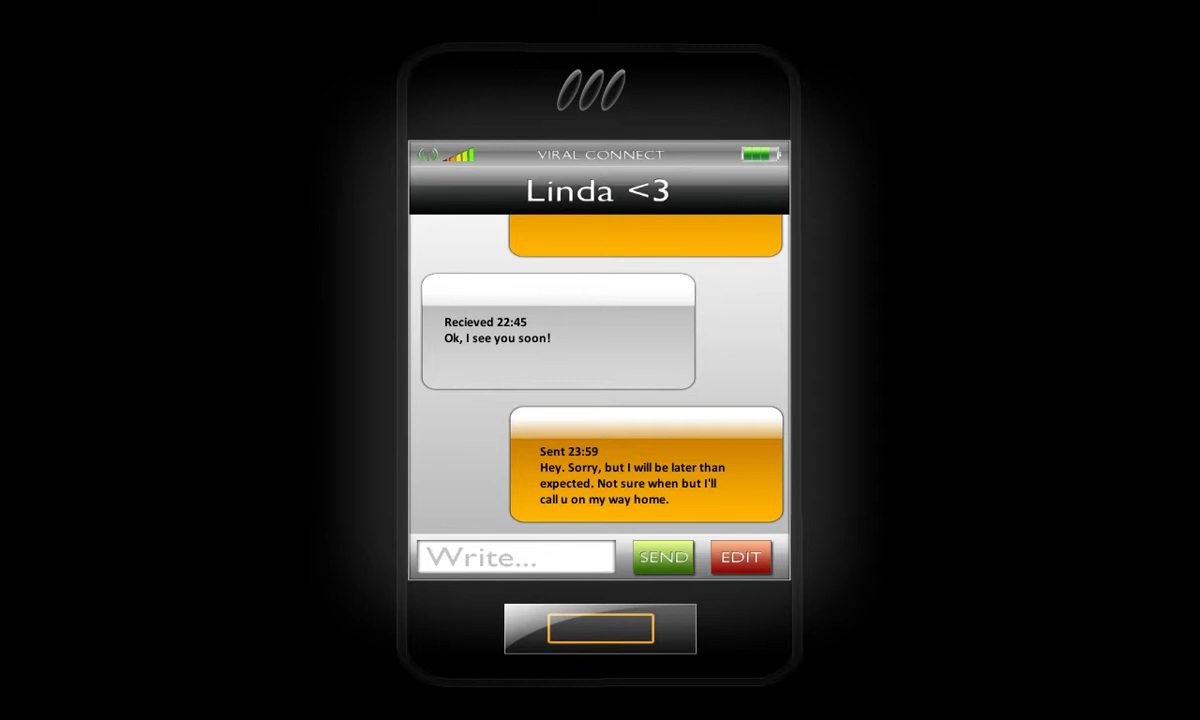 VIRAL CONNECT
Linda <3
Recieved 22:45
Ok, I see you soon!
Sent 23:59
Hey. Sorry, but I will be later than
expected. Not sure when but I'll
call u on my way home.
Write...
SEND
EDIT